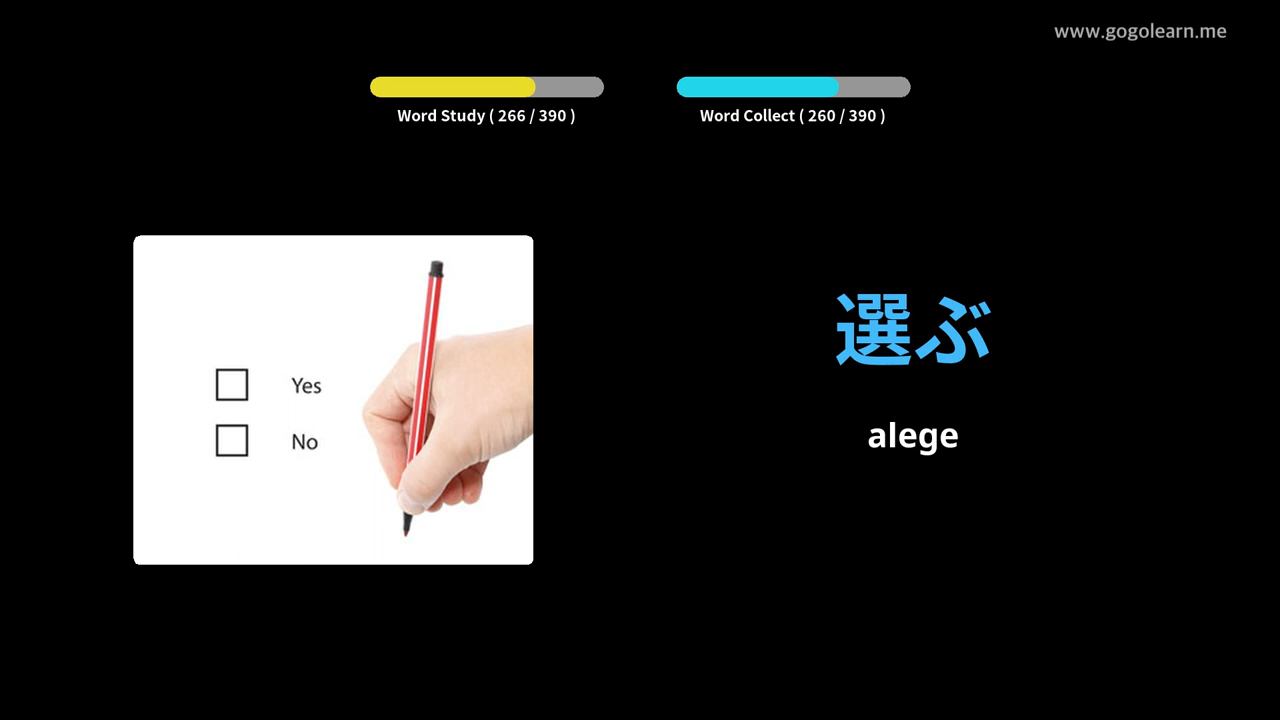 www.gogolearn.me
Word Study ( 266 / 390 )
Word Collect ( 260 / 390 )
Yes
No
選ぶ
alege